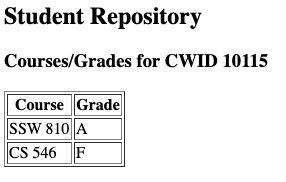 Student Repository
Courses/Grades for CWID 10115
Course Grade
SSW 810 A
CS 546 F